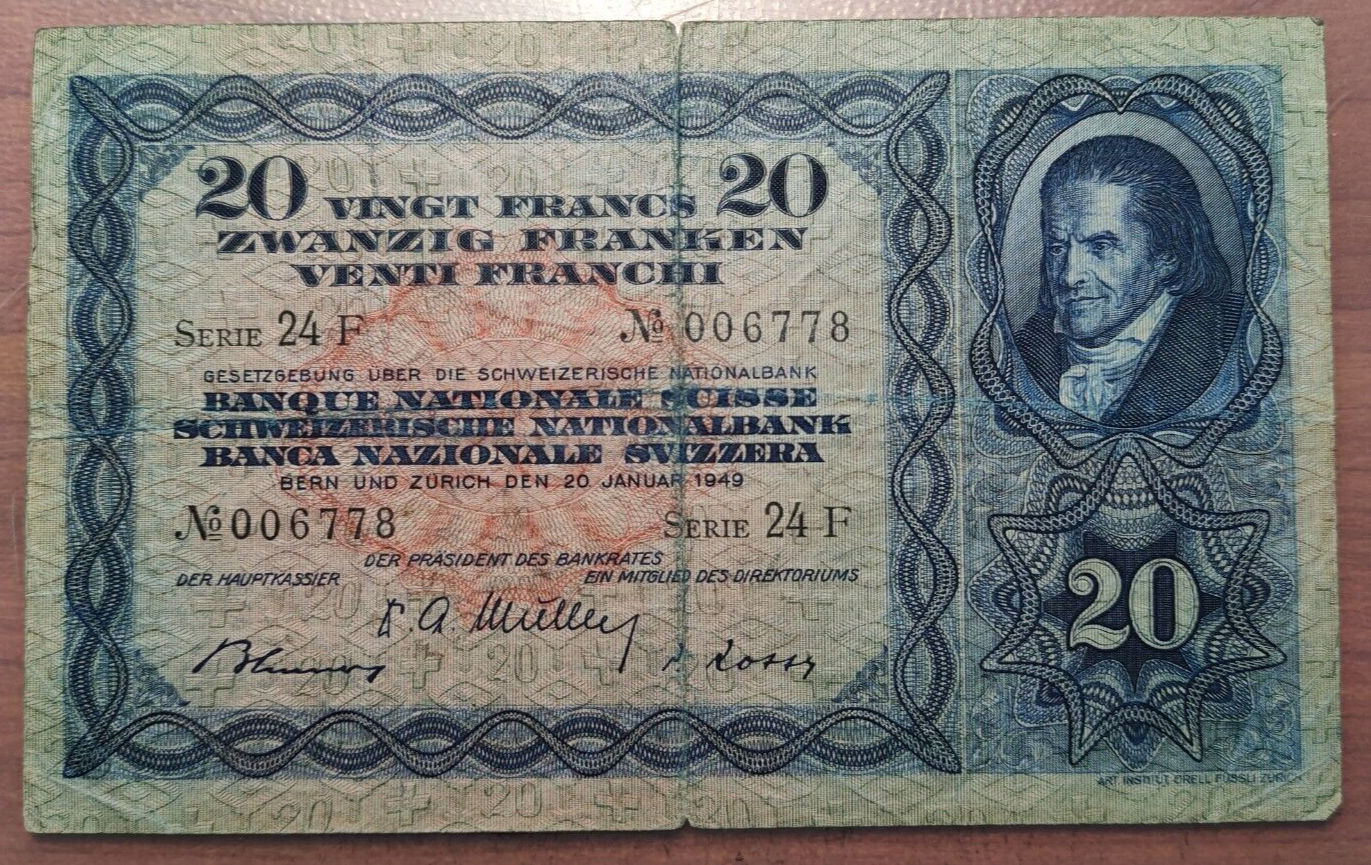 20 VINGT FRANCS 20
ZWANZIG FRANKEN
VENTI FRANCHI
SERIE 24 F № 006778
GESETZGEBUNG ÜBER DIE SCHWEIZERISCHE NATIONALBANK
BANQUE NATIONALE SUISSE
SCHWEIZERISCHE NATIONALBANK
BANCA NAZIONALE SVIZZERA
BERN UND ZÜRICH DEN 20. JANUAR 1949
№ 006778 SERIE 24 F
DER PRÄSIDENT DES BANKRATES
DER HAUPTKASSIER EIN MITGLIED DES DIREKTORIUMS
A. Müller
Rossy
20
ART. INSTITUT ORELL FÜSSLI ZÜRICH